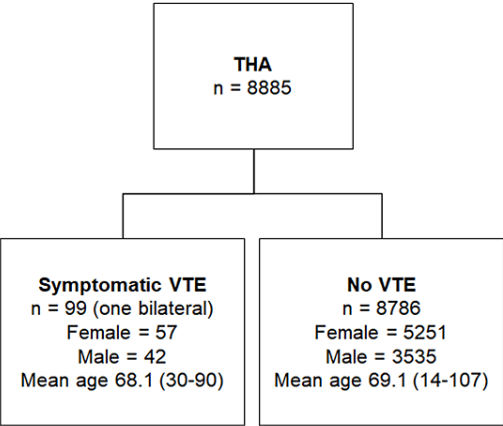 THA
n = 8885
Symptomatic VTE
n = 99 (one bilateral)
Female = 57
Male = 42
Mean age 68.1 (30-90)
No VTE
n = 8786
Female = 5251
Male = 3535
Mean age 69.1 (14-107)